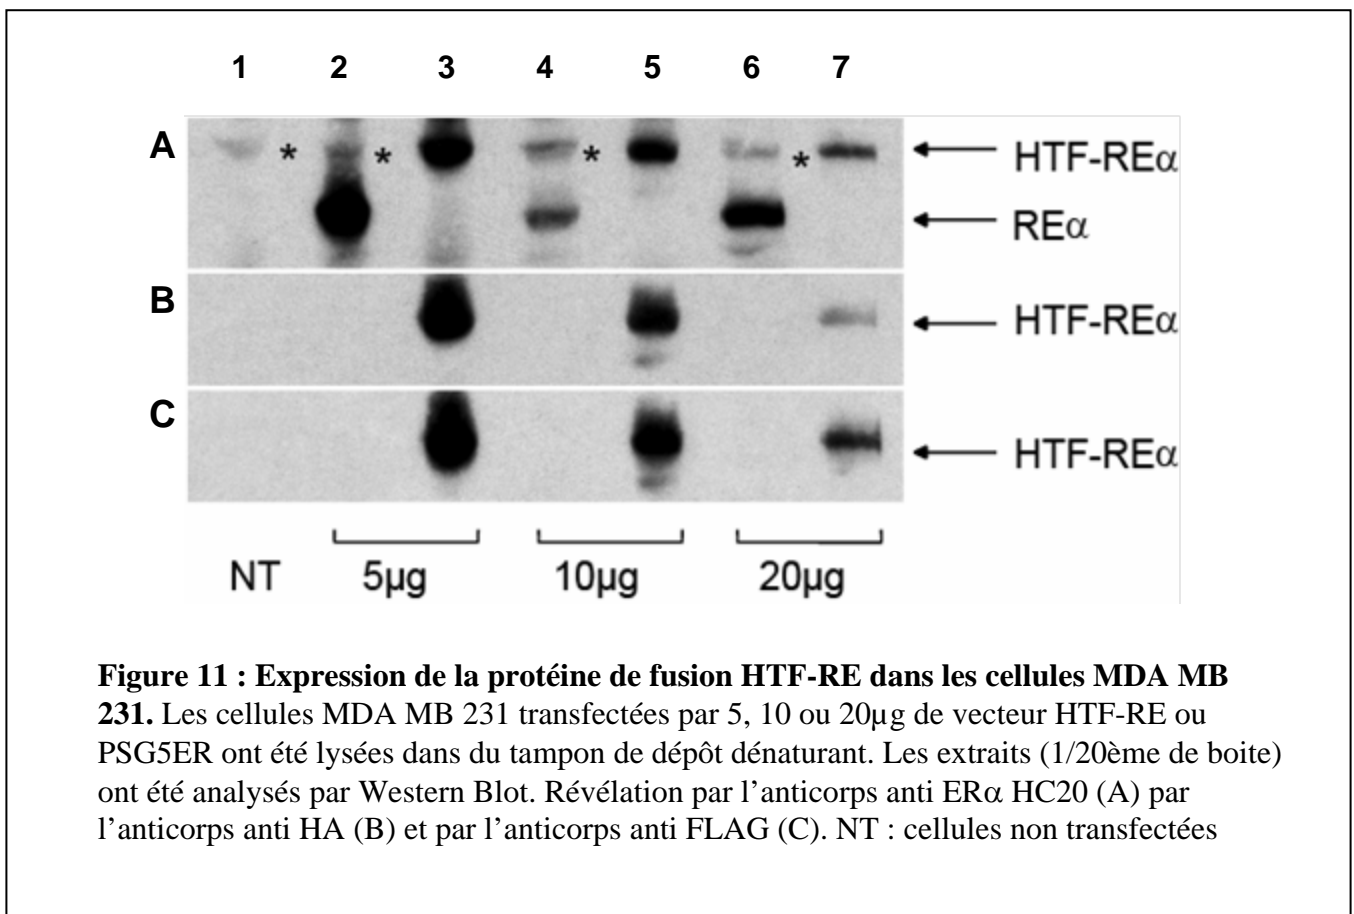 1 2 3 4 5 6 7
A * * * * HTF-REα
REα
B HTF-REα
C HTF-REα
NT 5µg 10µg 20µg
Figure 11 : Expression de la protéine de fusion HTF-RE dans les cellules MDA MB
231. Les cellules MDA MB 231 transfectées par 5, 10 ou 20µg de vecteur HTF-RE ou
PSG5ER ont été lysées dans du tampon de dépôt dénaturant. Les extraits (1/20ème de boite)
ont été analysés par Western Blot. Révélation par l’anticorps anti ERα HC20 (A) par
l’anticorps anti HA (B) et par l’anticorps anti FLAG (C). NT : cellules non transfectées